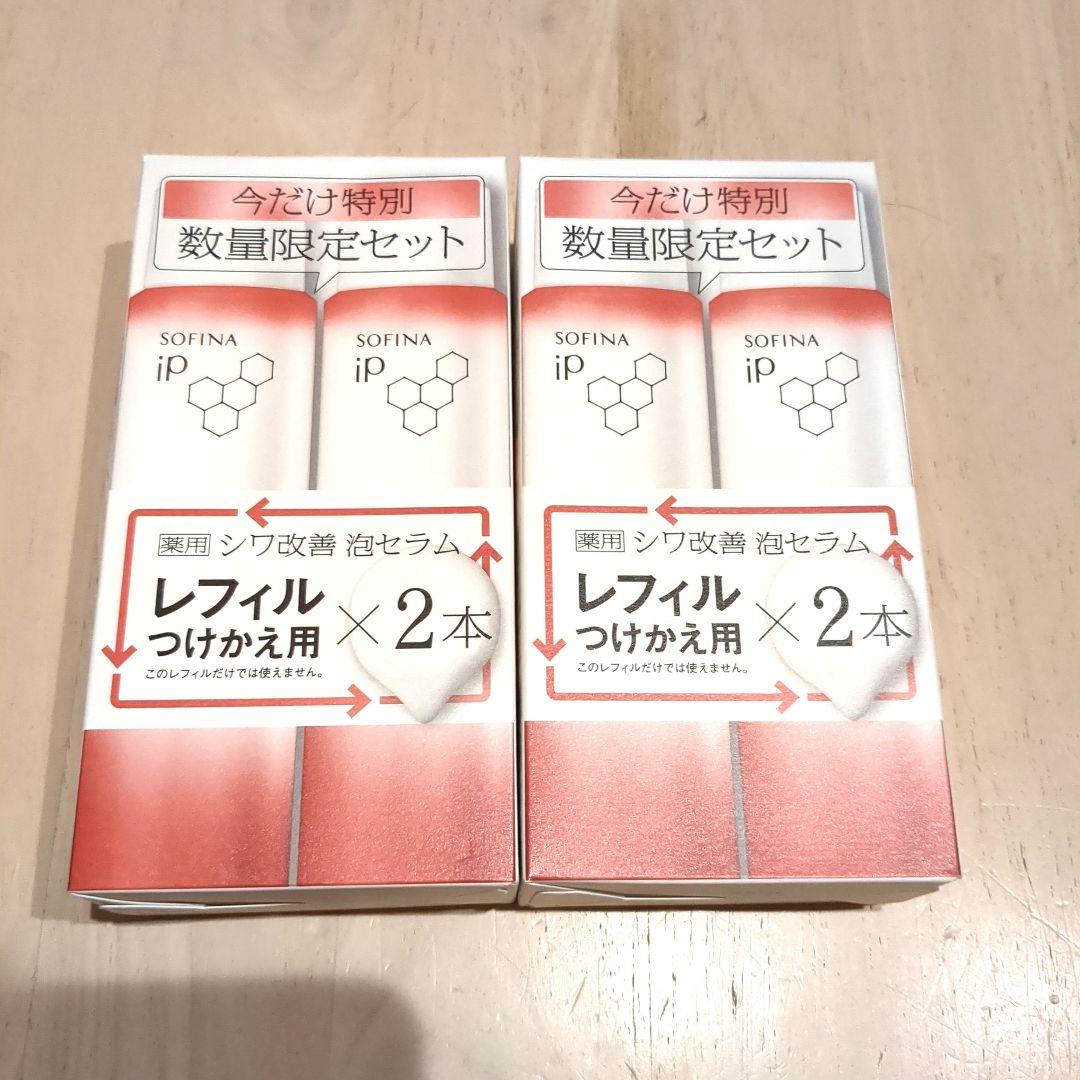 今だけ特別
数量限定セット
SOFINA
ip
SOFINA
ip
薬用 シワ改善 泡セラム
レフィル
つけかえ用
×2本
このレフィルだけでは使えません。
今だけ特別
数量限定セット
SOFINA
ip
SOFINA
ip
薬用 シワ改善 泡セラム
レフィル
つけかえ用
×2本
このレフィルだけでは使えません。